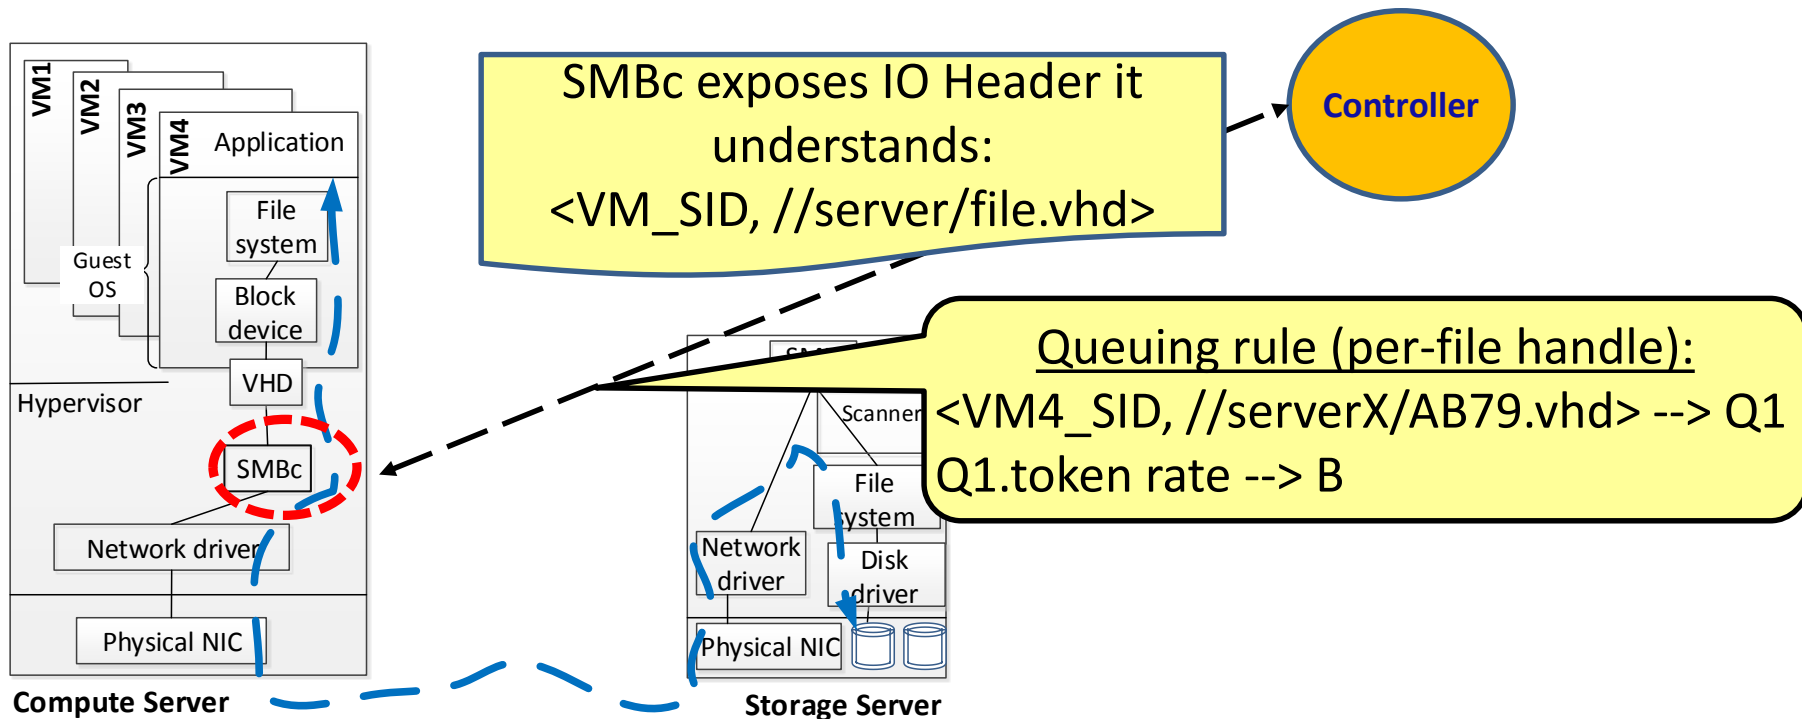 VM1
VM2
VM3
VM4
Application
File
system
Guest
OS
Block
device
VHD
Hypervisor
SMBc
Network driver
Physical NIC
Compute Server
SMBc exposes IO Header it
understands:
<VM_SID, //server/file.vhd>
Controller
Queuing rule (per-file handle):
<VM4_SID, //serverX/AB79.vhd> --> Q1
Q1.token rate --> B
Scanner
File
system
Network
driver
Disk
driver
Physical NIC
Storage Server